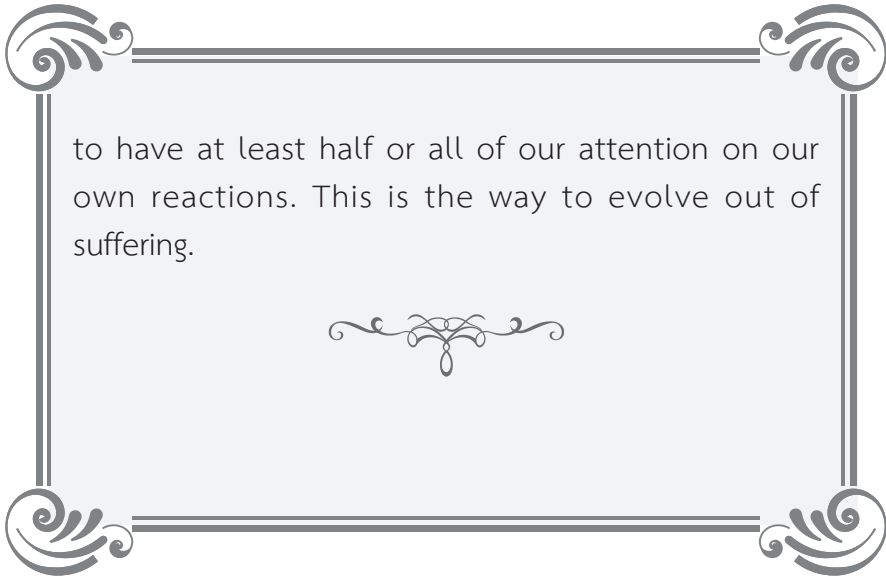 to have at least half or all of our attention on our
own reactions. This is the way to evolve out of
suffering.